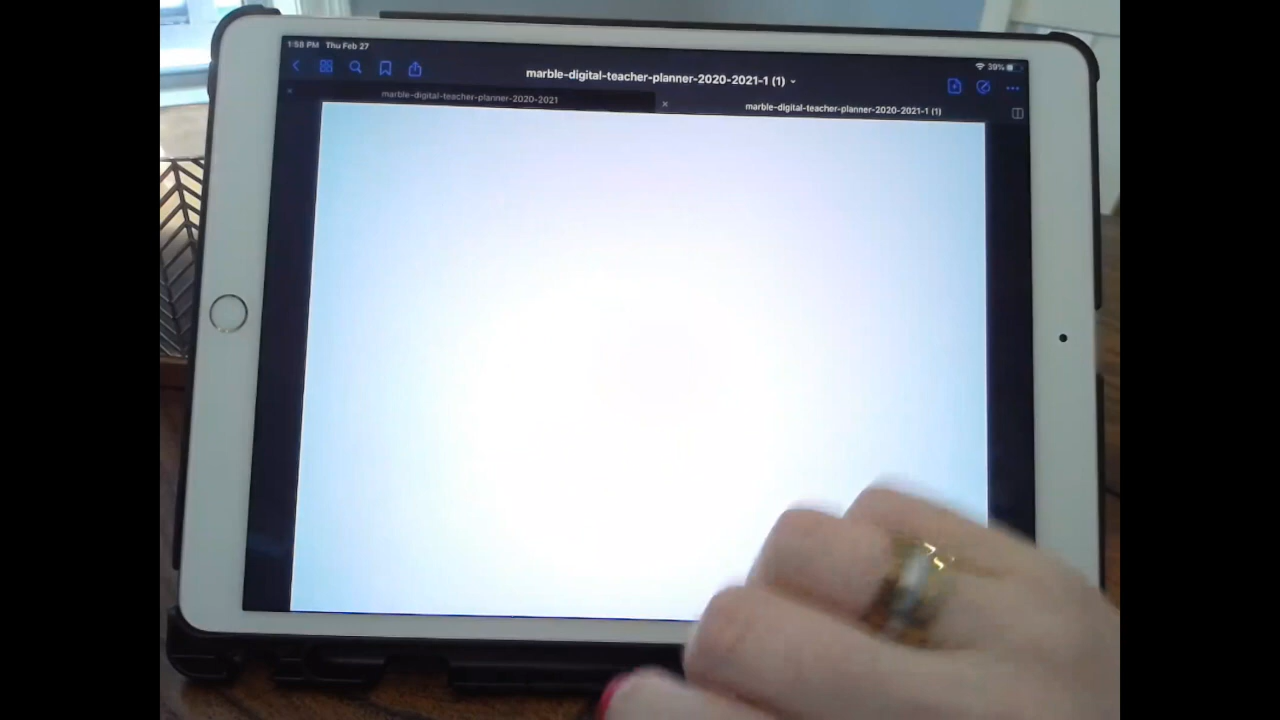 1:58 PM Thu Feb 27
39%
marble-digital-teacher-planner-2020-2021-1 (1)
marble-digital-teacher-planner-2020-2021
marble-digital-teacher-planner-2020-2021-1 (1)